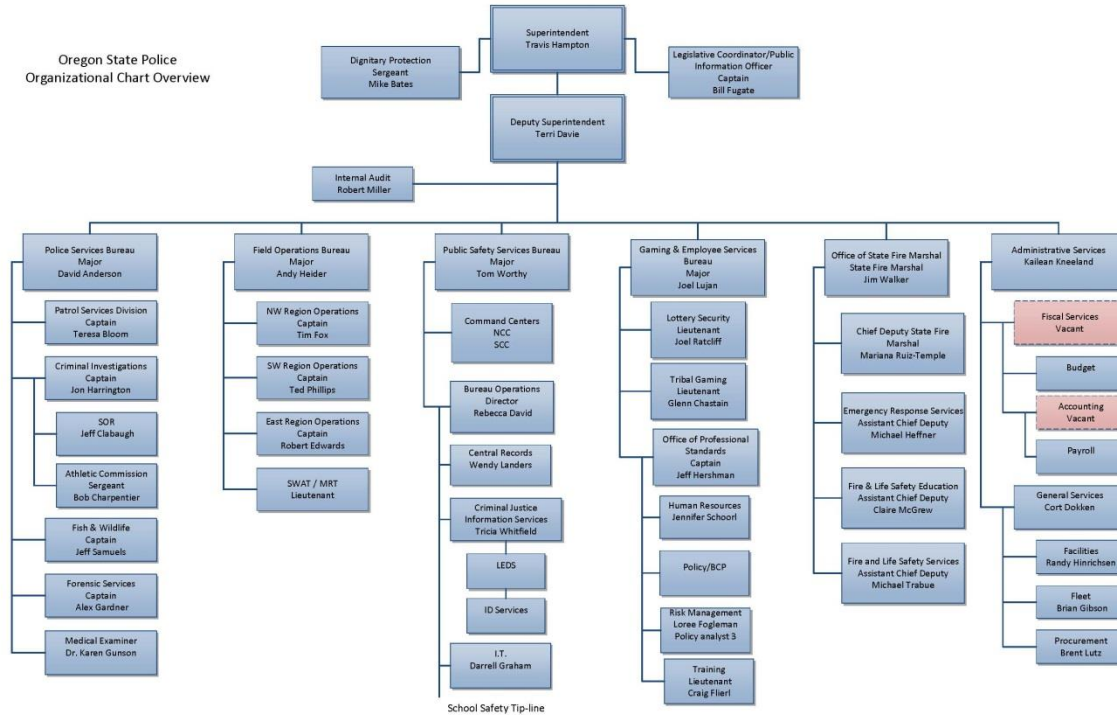 Oregon State Police
Organizational Chart Overview
Superintendent
Travis Hampton
Dignitary Protection
Sergeant
Mike Bates
Legislative Coordinator/Public
Information Officer
Captain
Bill Fugate
Deputy Superintendent
Terri Davie
Internal Audit
Robert Miller
Police Services Bureau
Major
David Anderson
Patrol Services Division
Captain
Teresa Bloom
Criminal Investigations
Captain
Jon Harrington
SOR
Jeff Clabaugh
Athletic Commission
Sergeant
Bob Charpentier
Fish & Wildlife
Captain
Jeff Samuels
Forensic Services
Captain
Alex Gardner
Medical Examiner
Dr. Karen Gunson
Field Operations Bureau
Major
Andy Heider
NW Region Operations
Captain
Tim Fox
SW Region Operations
Captain
Ted Phillips
East Region Operations
Captain
Robert Edwards
SWAT / MRT
Lieutenant
Public Safety Services Bureau
Major
Tom Worthy
Command Centers
NCC
SCC
Bureau Operations
Director
Rebecca David
Central Records
Wendy Landers
Criminal Justice
Information Services
Tricia Whitfield
LEDS
ID Services
I.T.
Darrell Graham
School Safety Tip-line
Gaming & Employee Services
Bureau
Major
Joel Lujan
Lottery Security
Lieutenant
Joel Ratcliff
Tribal Gaming
Lieutenant
Glenn Chastain
Office of Professional
Standards
Captain
Jeff Hershman
Human Resources
Jennifer Schoorl
Policy/BCP
Risk Management
Loree Fogleman
Policy analyst 3
Training
Lieutenant
Craig Flierl
Office of State Fire Marshal
State Fire Marshal
Jim Walker
Chief Deputy State Fire
Marshal
Mariana Ruiz-Temple
Emergency Response Services
Assistant Chief Deputy
Michael Heffner
Fire & Life Safety Education
Assistant Chief Deputy
Claire McGrew
Fire and Life Safety Services
Assistant Chief Deputy
Michael Trabue
Administrative Services
Kailean Kneeland
Fiscal Services
Vacant
Budget
Accounting
Vacant
Payroll
General Services
Cort Dokken
Facilities
Randy Hinrichsen
Fleet
Brian Gibson
Procurement
Brent Lutz